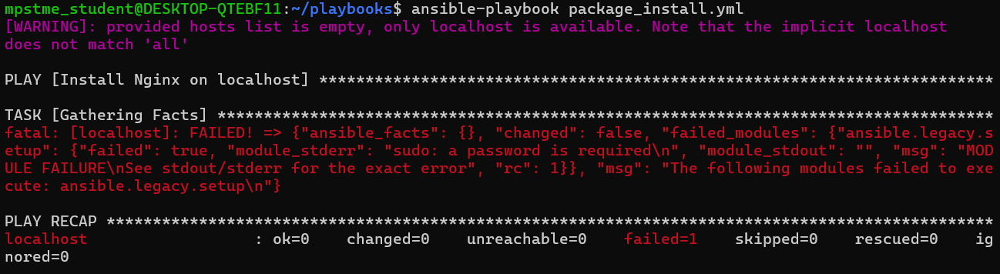 mpstme_student@DESKTOP-QTEBF11:~/playbooks$ ansible-playbook package_install.yml
[WARNING]: provided hosts list is empty, only localhost is available. Note that the implicit localhost
does not match 'all'
PLAY [Install Nginx on localhost] *************************************************************************
TASK [Gathering Facts] ************************************************************************************
fatal: [localhost]: FAILED! => {"ansible_facts": {}, "changed": false, "failed_modules": {"ansible.legacy.s
etup": {"failed": true, "module_stderr": "sudo: a password is required\n", "module_stdout": "", "msg": "MOD
ULE FAILURE\nSee stdout/stderr for the exact error", "rc": 1}}, "msg": "The following modules failed to exe
cute: ansible.legacy.setup\n"}
PLAY RECAP ************************************************************************************************
localhost                  : ok=0    changed=0    unreachable=0    failed=1    skipped=0    rescued=0    ig
nored=0